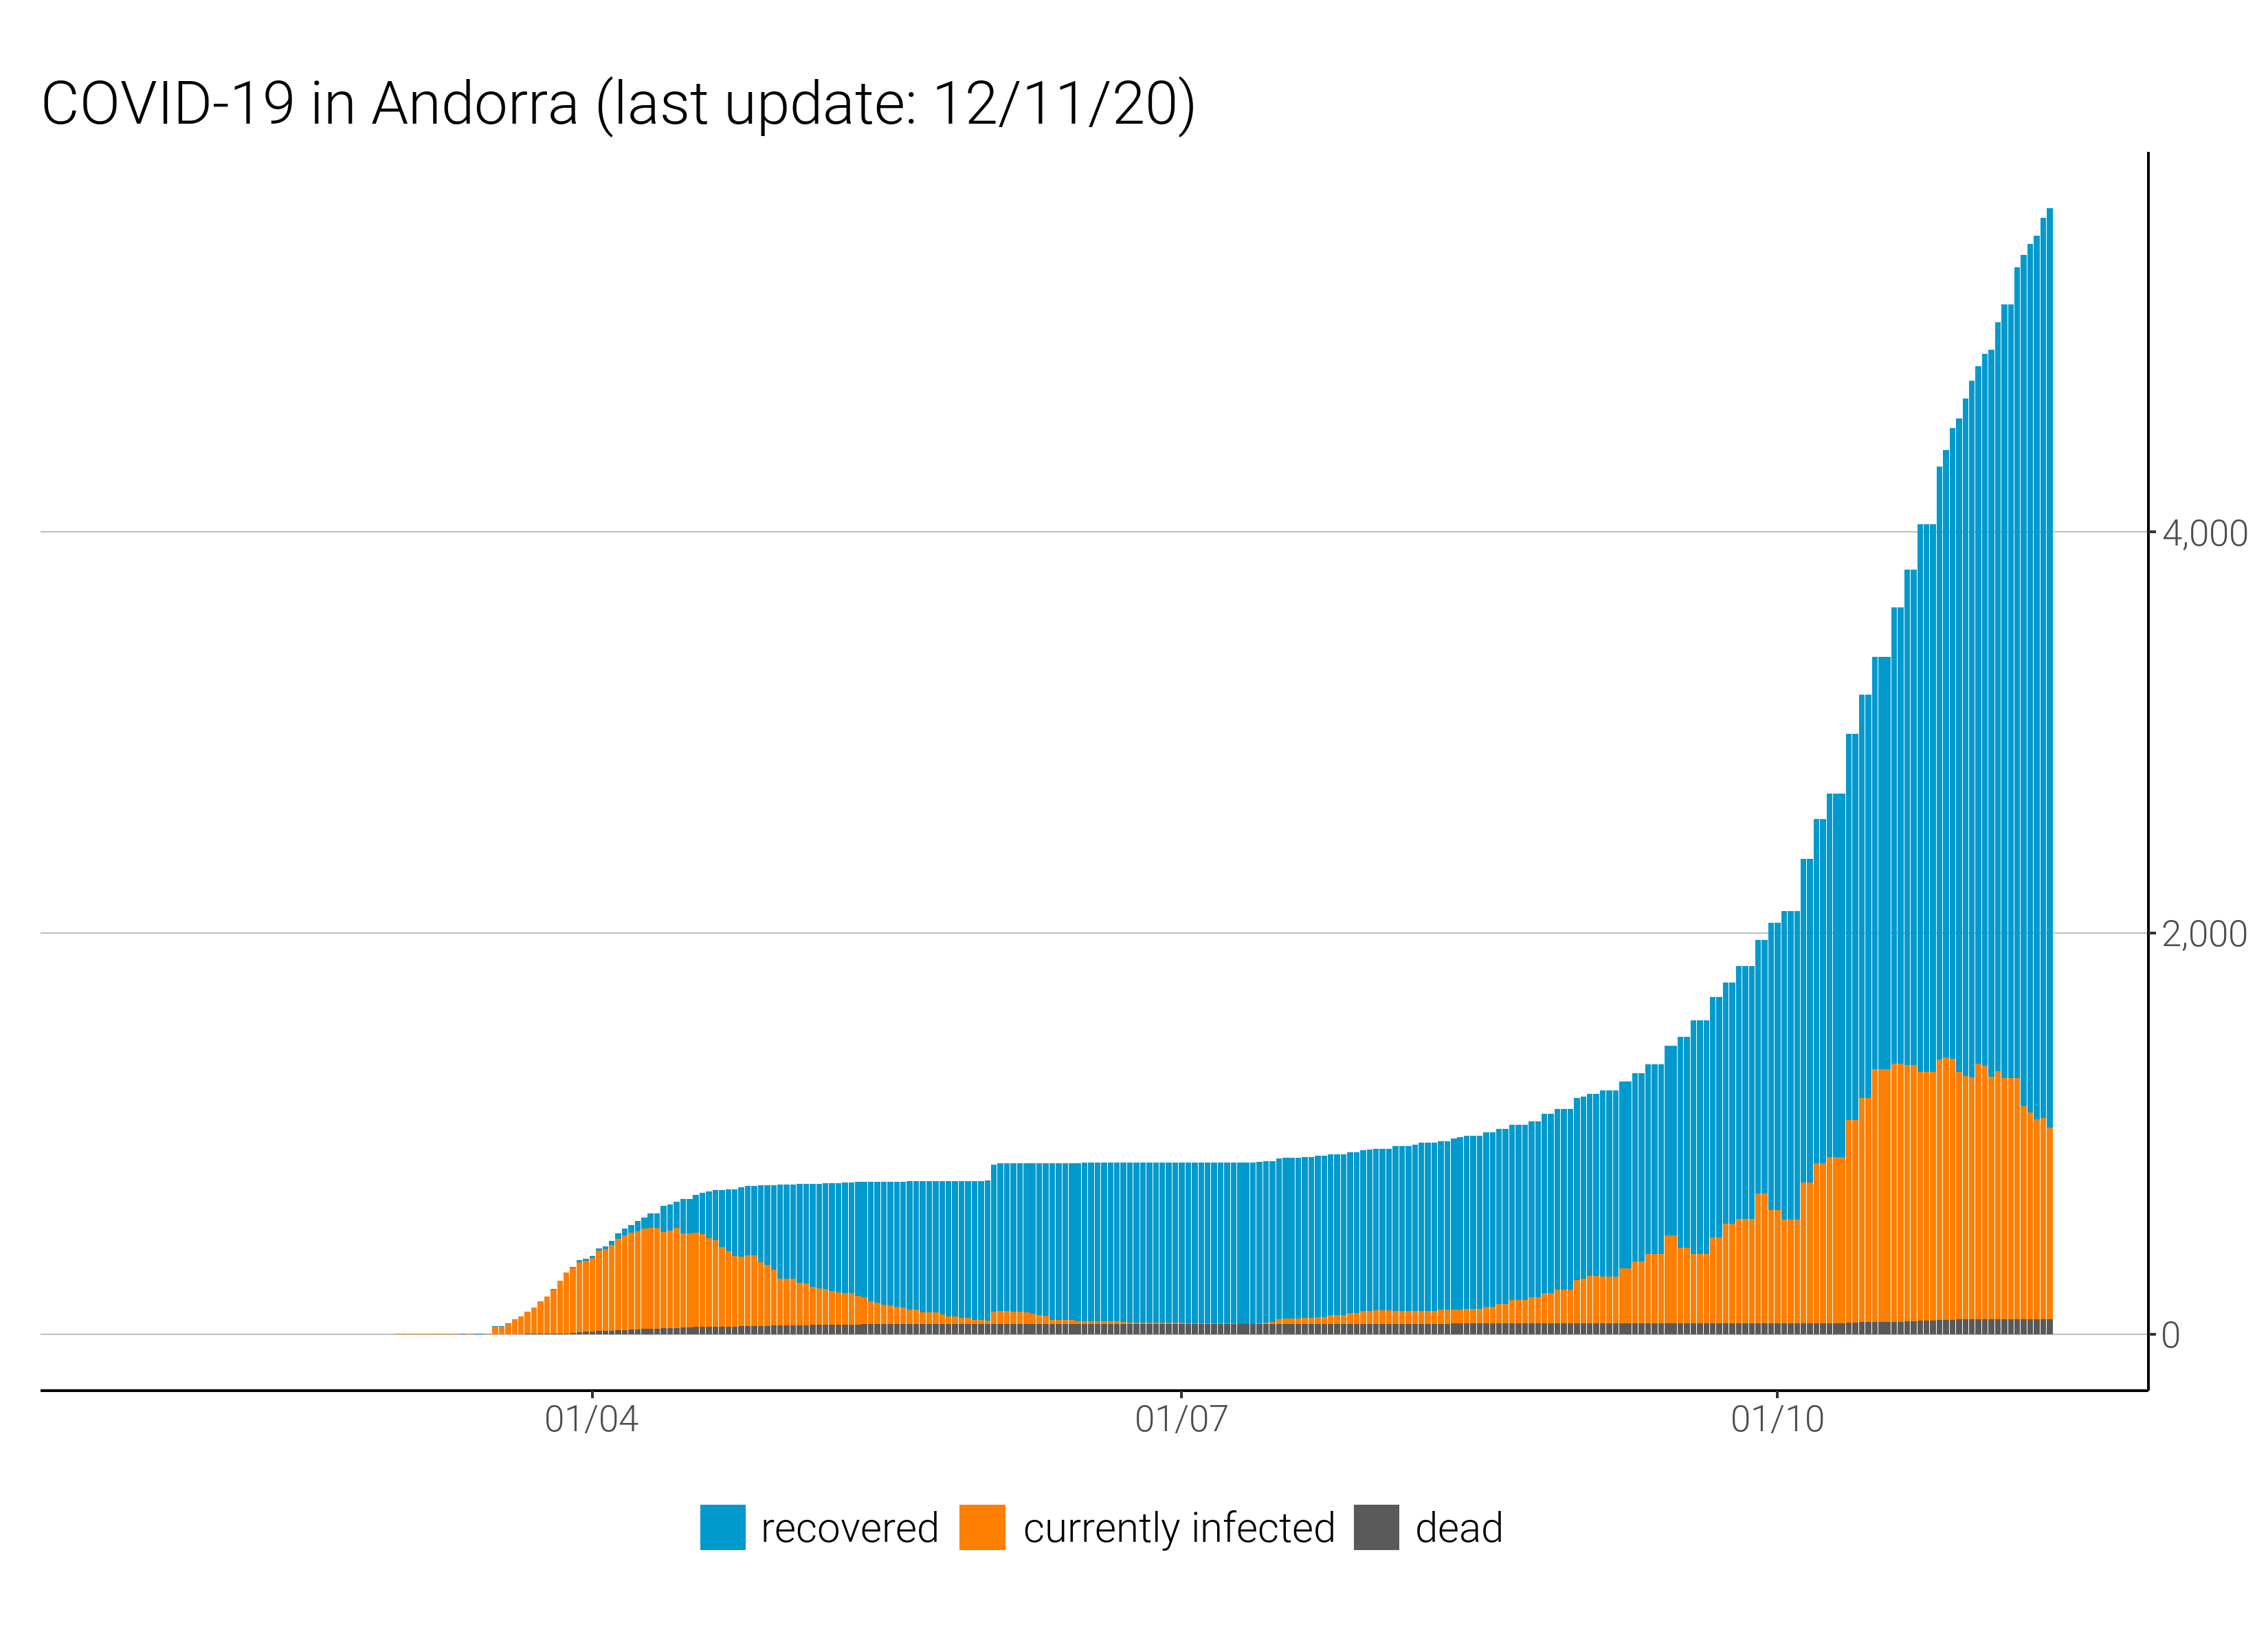 COVID-19 in Andorra (last update: 12/11/20)
4,000
2,000
0
01/04 01/07 01/10
recovered currently infected dead